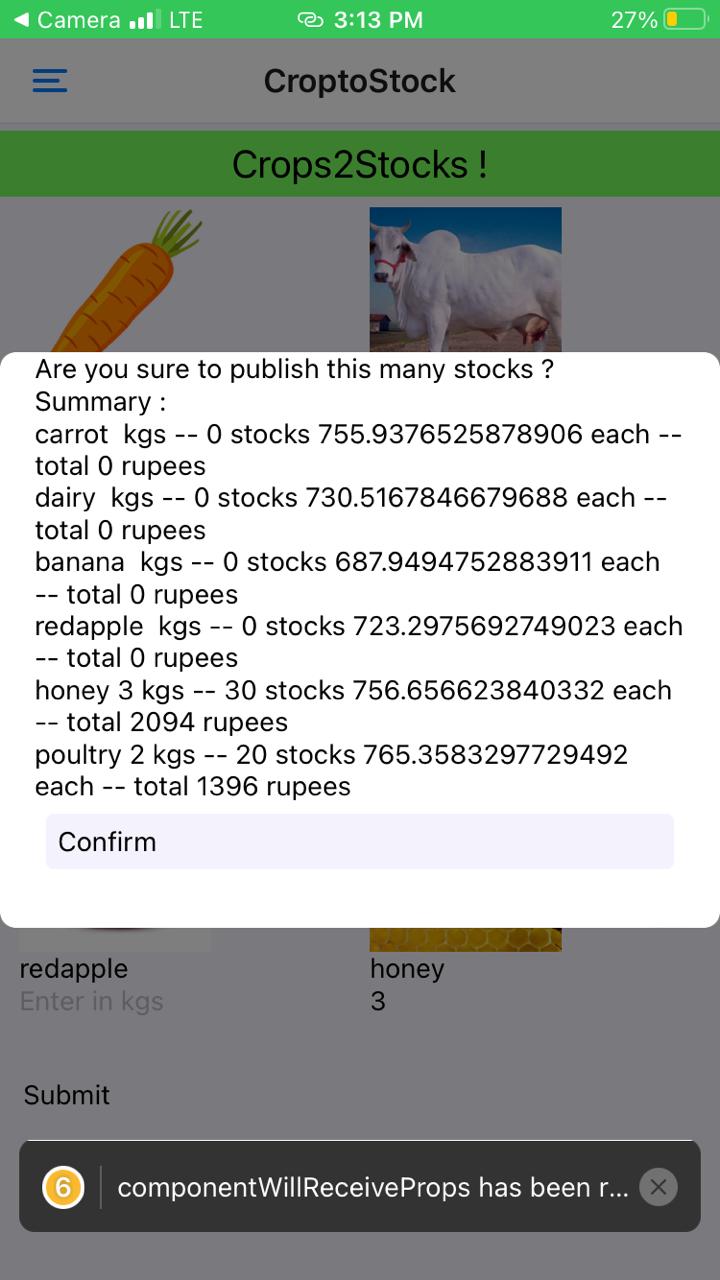 Camera LTE 3:13 PM 27%
CroptoStock
Crops2Stocks !
Are you sure to publish this many stocks ?
Summary :
carrot  kgs -- 0 stocks 755.9376525878906 each --
total 0 rupees
dairy  kgs -- 0 stocks 730.5167846679688 each --
total 0 rupees
banana  kgs -- 0 stocks 687.9494752883911 each
-- total 0 rupees
redapple  kgs -- 0 stocks 723.2975692749023 each
-- total 0 rupees
honey 3 kgs -- 30 stocks 756.656623840332 each
-- total 2094 rupees
poultry 2 kgs -- 20 stocks 765.3583297729492
each -- total 1396 rupees
Confirm
redapple honey
Enter in kgs 3
Submit
6 componentWillReceiveProps has been r...